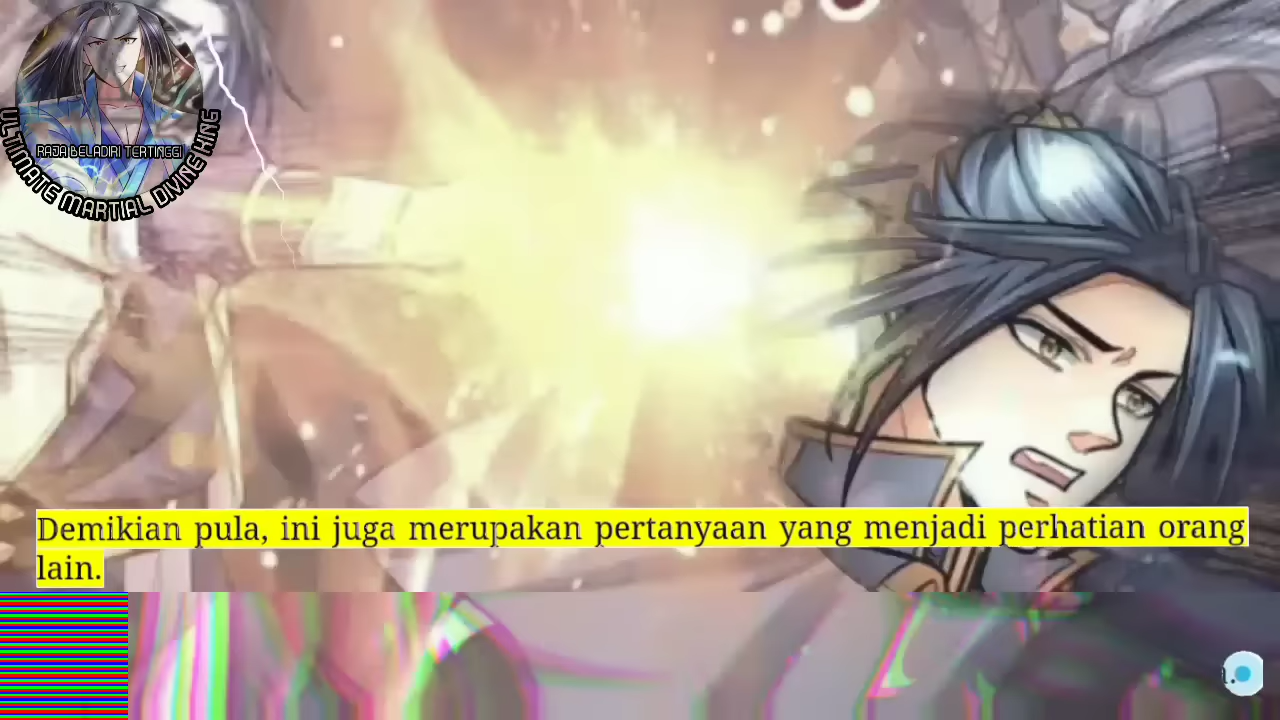 RAJA BELADIRI TERTINGGI
ULTIMATE MARTIAL DIVINE KING
Demikian pula, ini juga merupakan pertanyaan yang menjadi perhatian orang
lain.